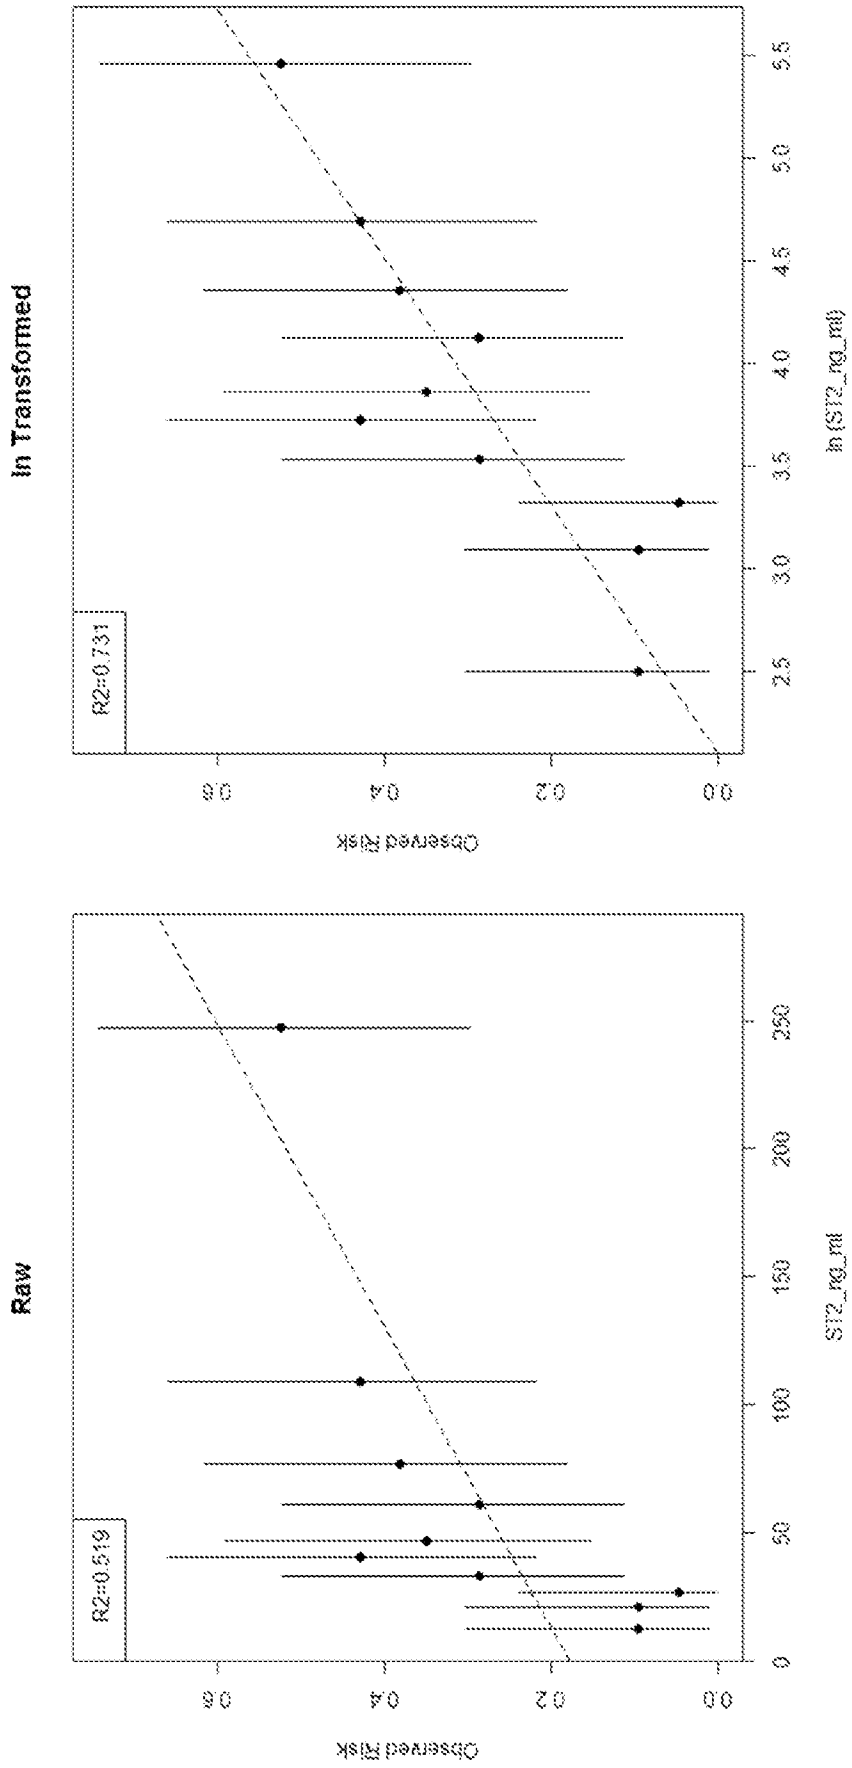 Raw
R2=0.519
Observed Risk
0.0
0.2
0.4
0.6
0
50
100
150
200
250
ST2_ng_ml
ln Transformed
R2=0.731
Observed Risk
0.0
0.2
0.4
0.6
2.5
3.0
3.5
4.0
4.5
5.0
5.5
ln (ST2_ng_ml)